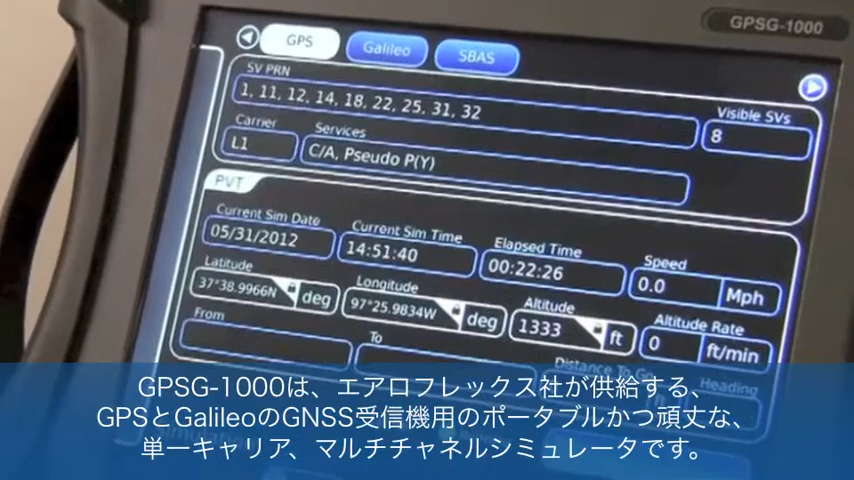 GPSG-1000
GPS Galileo SBAS
SV PRN
1, 11, 12, 14, 18, 22, 25, 31, 32
Visible SVs
8
Carrier Services
L1 C/A, Pseudo P(Y)
PVT
Current Sim Date Current Sim Time Elapsed Time Speed
05/31/2012 14:51:40 00:22:26 0.0 Mph
Latitude Longitude Altitude Altitude Rate
37°38.9966N deg 97°25.9834W deg 1333 ft 0 ft/min
From To Distance To Go Heading
GPSG-1000は、エアロフレックス社が供給する、
GPSとGalileoのGNSS受信機用のポータブルかつ頑丈な、
単一キャリア、マルチチャネルシミュレータです。